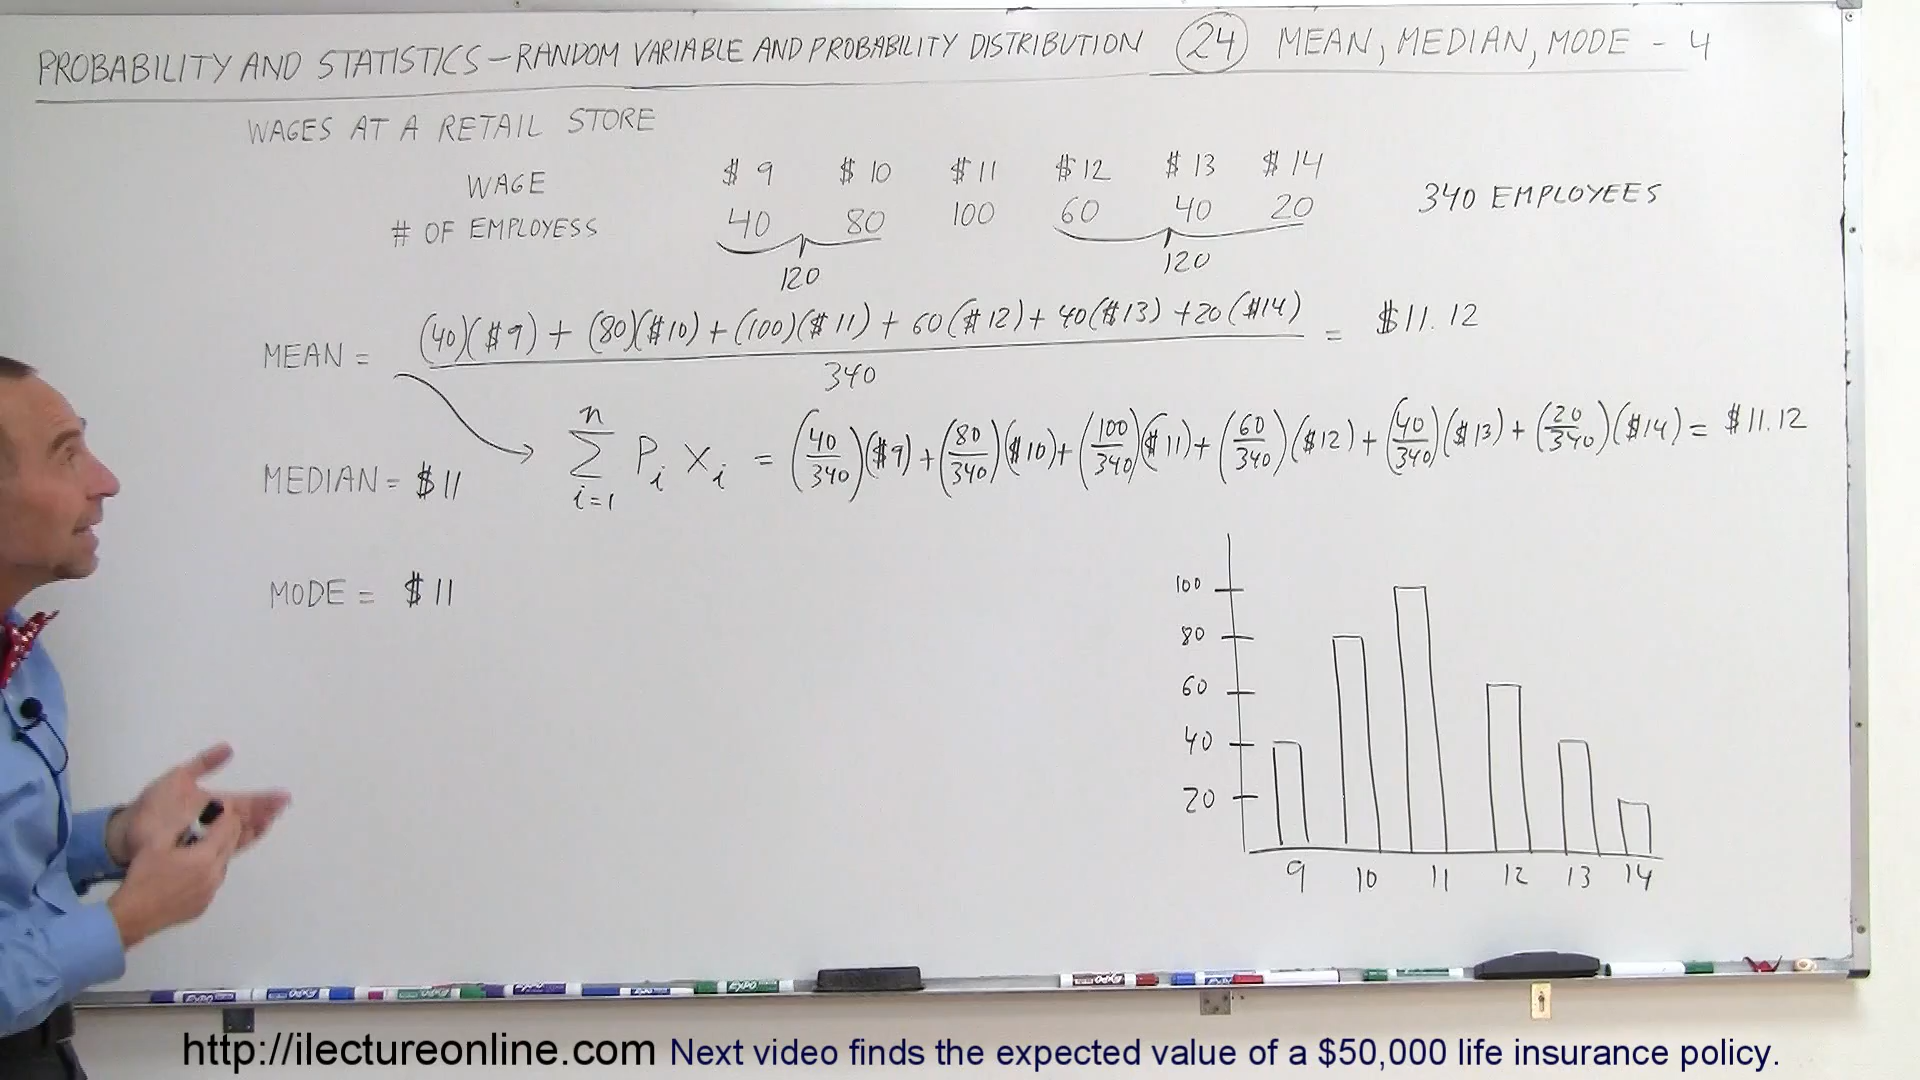 PROBABILITY AND STATISTICS – RANDOM VARIABLE AND PROBABILITY DISTRIBUTION (24) MEAN, MEDIAN, MODE - 4
WAGES AT A RETAIL STORE
WAGE $9 $10 $11 $12 $13 $14
# OF EMPLOYESS 40 80 100 60 40 20 340 EMPLOYEES
120 120
MEAN = (40)($9) + (80)($10) + (100)($11) + 60($12) + 40($13) + 20($14) / 340 = $11.12
n Σ i=1 Pi Xi = (40/340)($9) + (80/340)($10) + (100/340)($11) + (60/340)($12) + (40/340)($13) + (20/340)($14) = $11.12
MEDIAN = $11
MODE = $11
100
80
60
40
20
9 10 11 12 13 14
EXPO EXPO EXPO
http://ilectureonline.com Next video finds the expected value of a $50,000 life insurance policy.